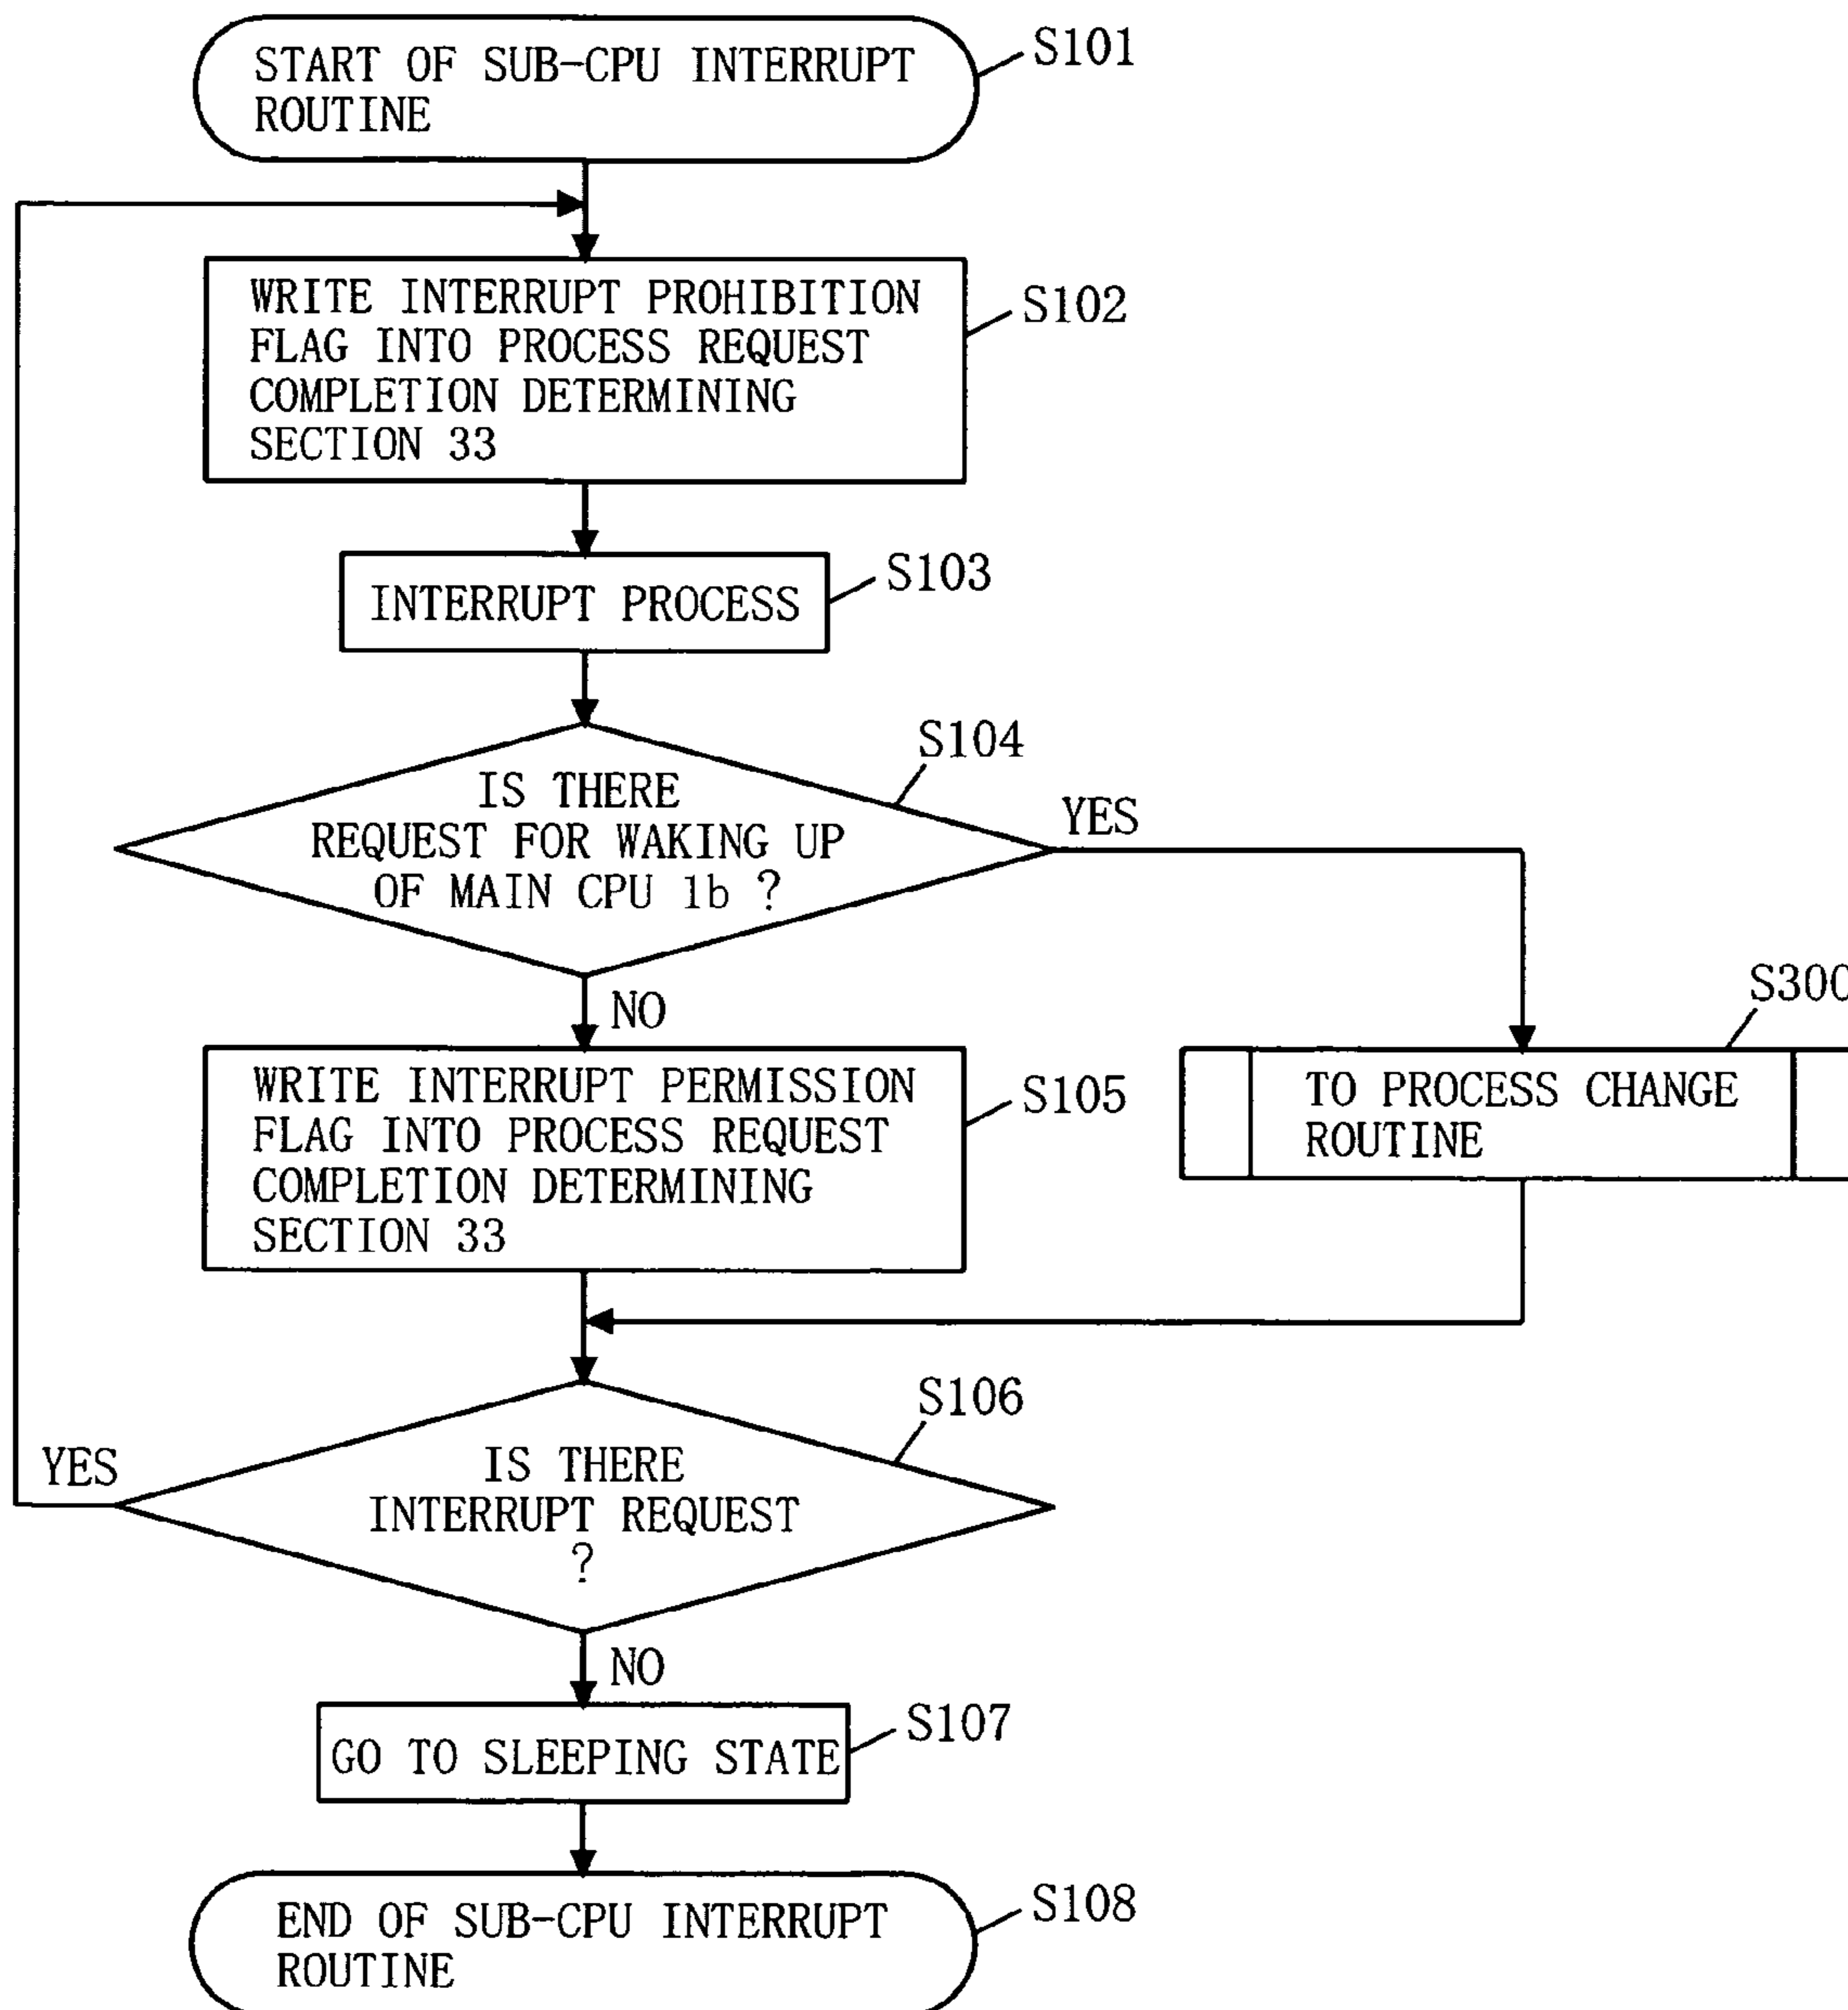 START OF SUB-CPU INTERRUPT
ROUTINE
S101
WRITE INTERRUPT PROHIBITION
FLAG INTO PROCESS REQUEST
COMPLETION DETERMINING
SECTION 33
S102
INTERRUPT PROCESS
S103
IS THERE
REQUEST FOR WAKING UP
OF MAIN CPU 1b ?
S104
YES
NO
WRITE INTERRUPT PERMISSION
FLAG INTO PROCESS REQUEST
COMPLETION DETERMINING
SECTION 33
S105
S300
TO PROCESS CHANGE
ROUTINE
IS THERE
INTERRUPT REQUEST
?
S106
YES
NO
GO TO SLEEPING STATE
S107
END OF SUB-CPU INTERRUPT
ROUTINE
S108